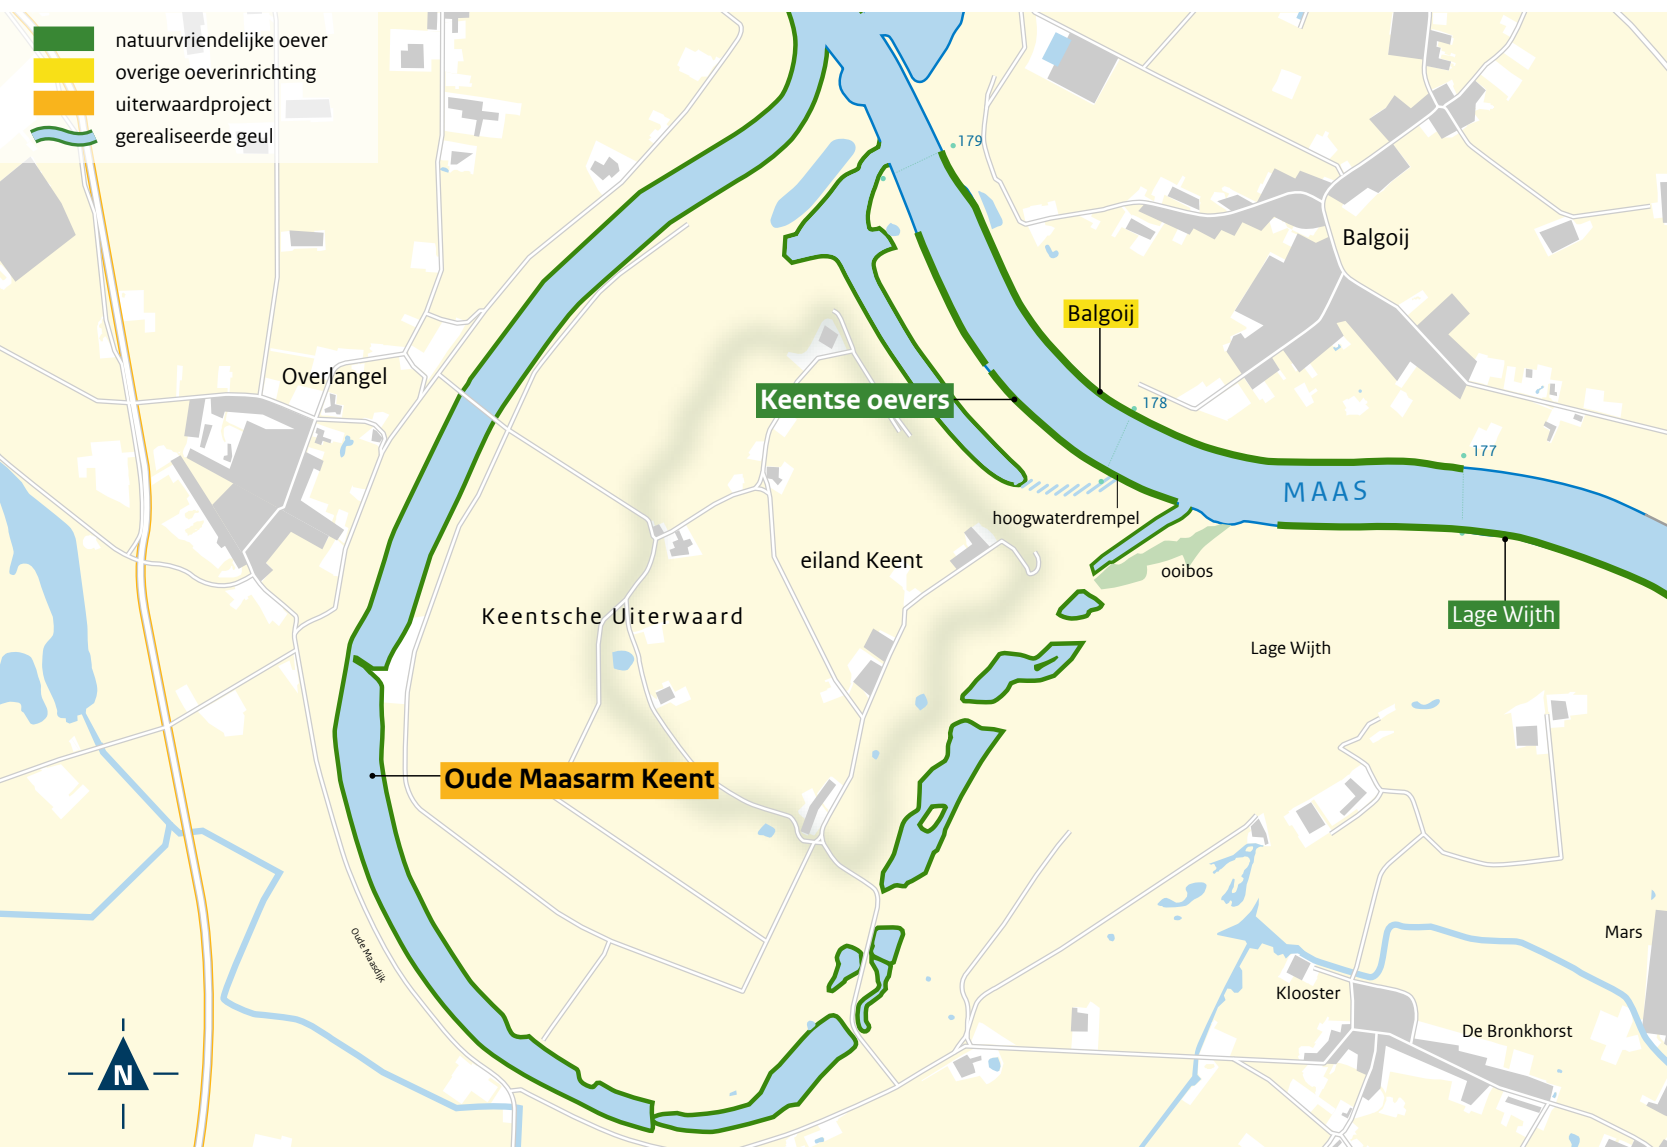 natuurvriendelijke oever
overige oeverinrichting
uiterwaardproject
gerealiseerde geul
179
Balgoij
Balgoij
Overlangel
Keentse oevers
178
177
MAAS
hoogwaterdrempel
eiland Keent
ooibos
Keentsche Uiterwaard
Lage Wijth
Lage Wijth
Oude Maasarm Keent
Oude Maasdijk
Mars
Klooster
De Bronkhorst
N